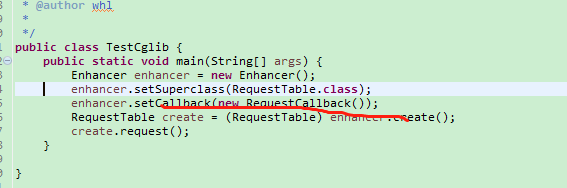 * @author whl
*
*/
public class TestCglib {
public static void main(String[] args) {
Enhancer enhancer = new Enhancer();
enhancer.setSuperclass(RequestTable.class);
enhancer.setCallback(new RequestCallback());
RequestTable create = (RequestTable) enhancer.create();
create.request();
}
}